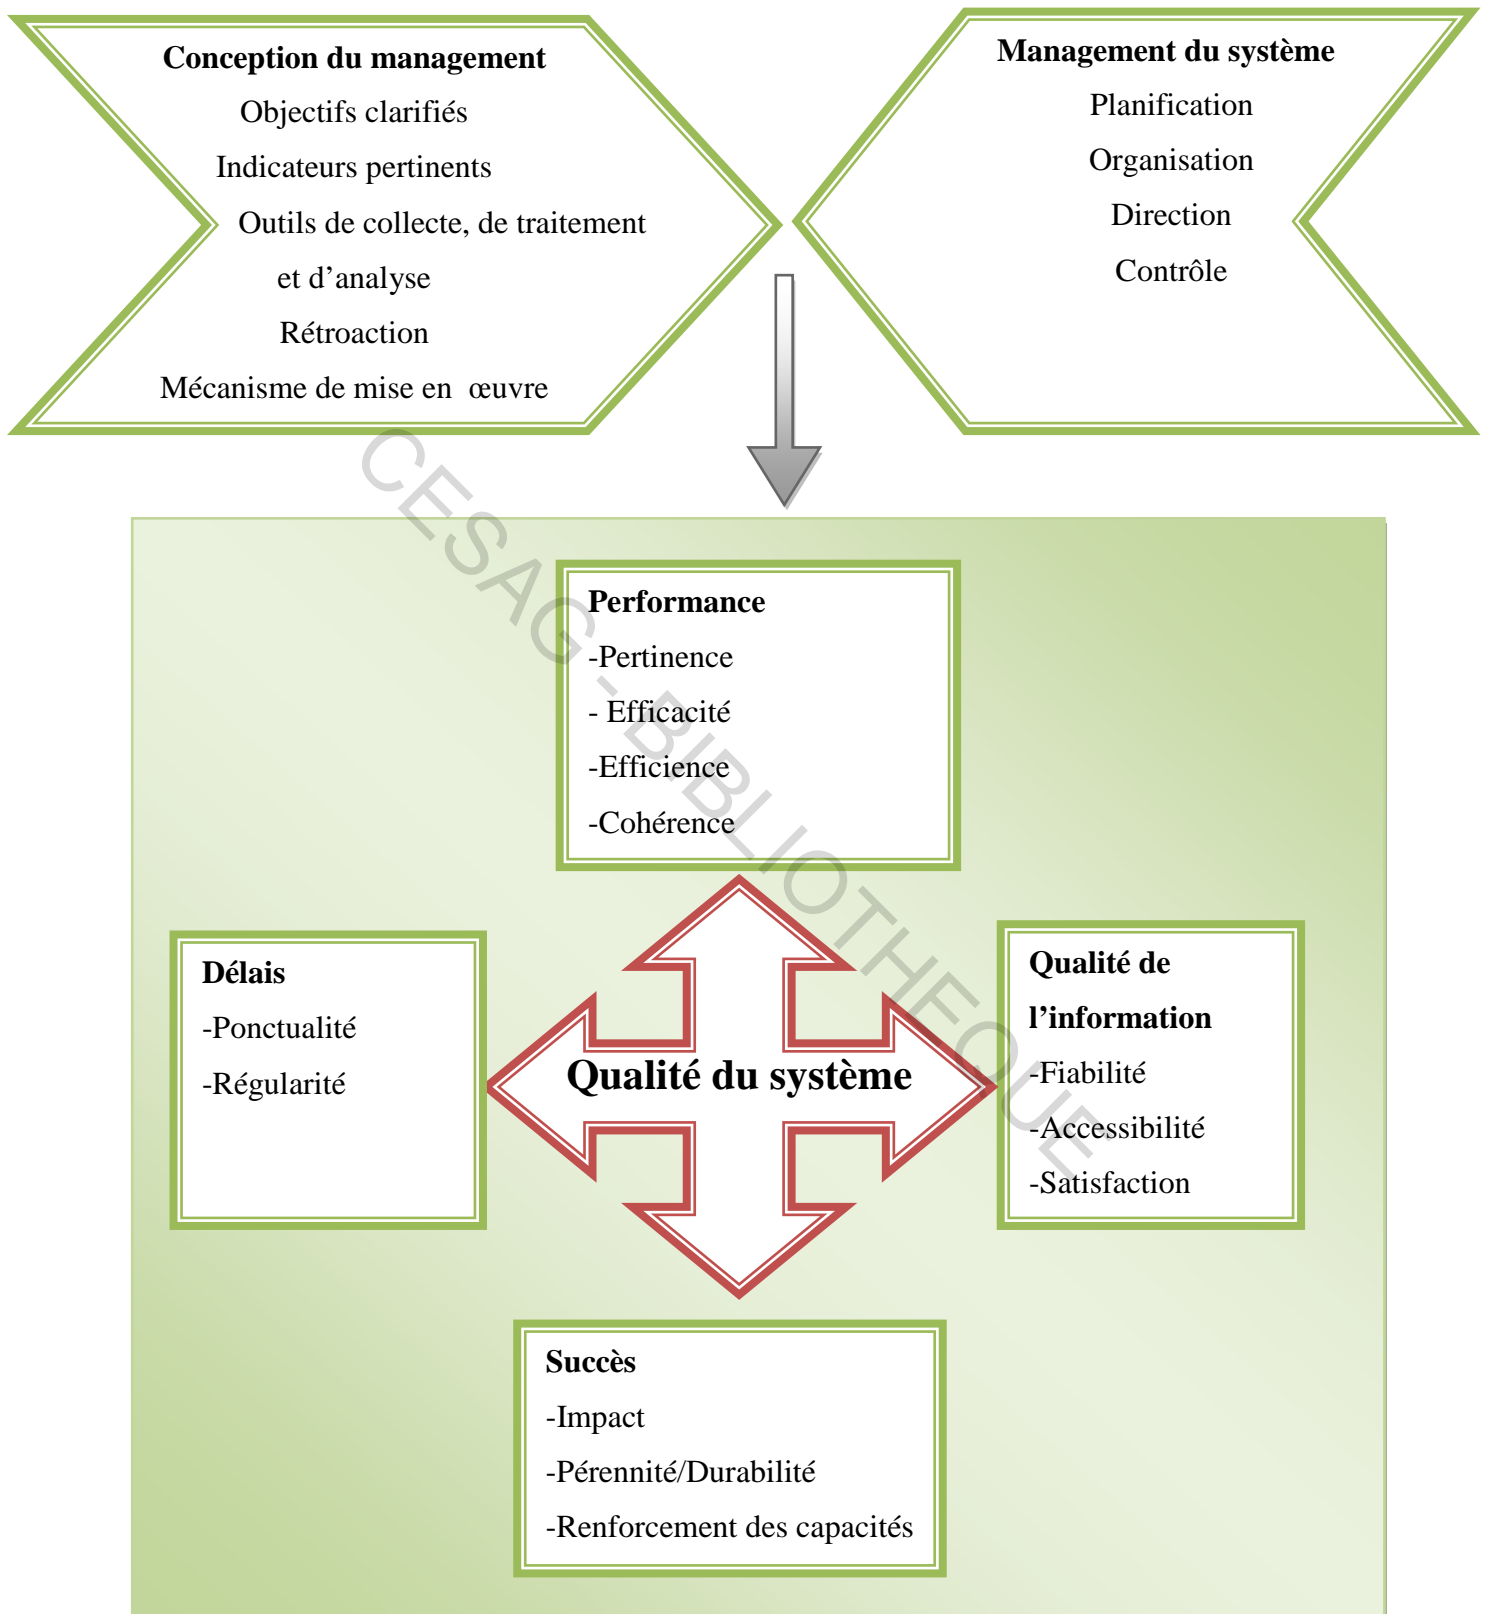 Conception du management
Objectifs clarifiés
Indicateurs pertinents
Outils de collecte, de traitement
et d’analyse
Rétroaction
Mécanisme de mise en œuvre
Management du système
Planification
Organisation
Direction
Contrôle
Performance
-Pertinence
- Efficacité
-Efficience
-Cohérence
Délais
-Ponctualité
-Régularité
Qualité du système
Qualité de
l’information
-Fiabilité
-Accessibilité
-Satisfaction
Succès
-Impact
-Pérennité/Durabilité
-Renforcement des capacités
CESAG - BIBLIOTHEQUE